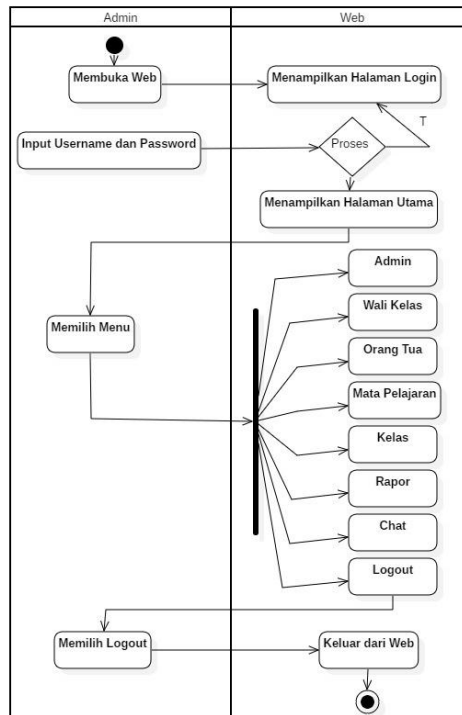 Admin
Web
Membuka Web
Menampilkan Halaman Login
T
Input Username dan Password
Proses
Menampilkan Halaman Utama
Admin
Wali Kelas
Memilih Menu
Orang Tua
Mata Pelajaran
Kelas
Rapor
Chat
Logout
Memilih Logout
Keluar dari Web